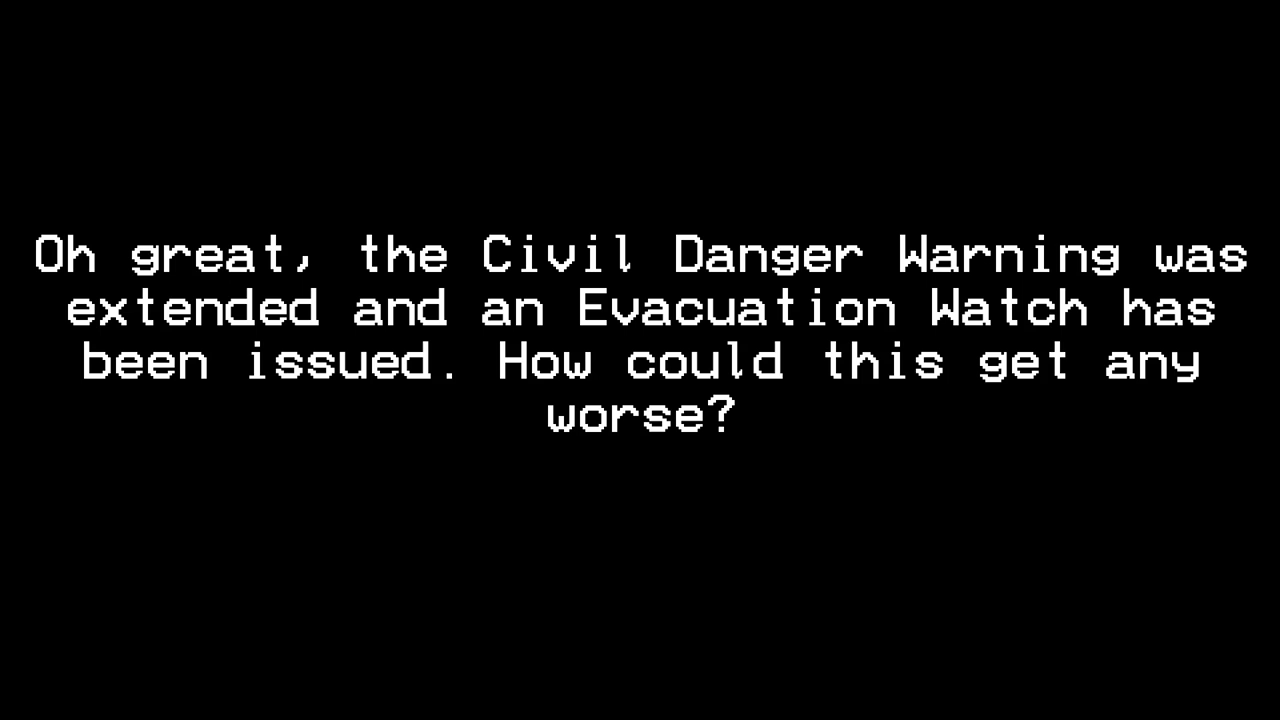 Oh great, the Civil Danger Warning was
extended and an Evacuation Watch has
been issued. How could this get any
worse?